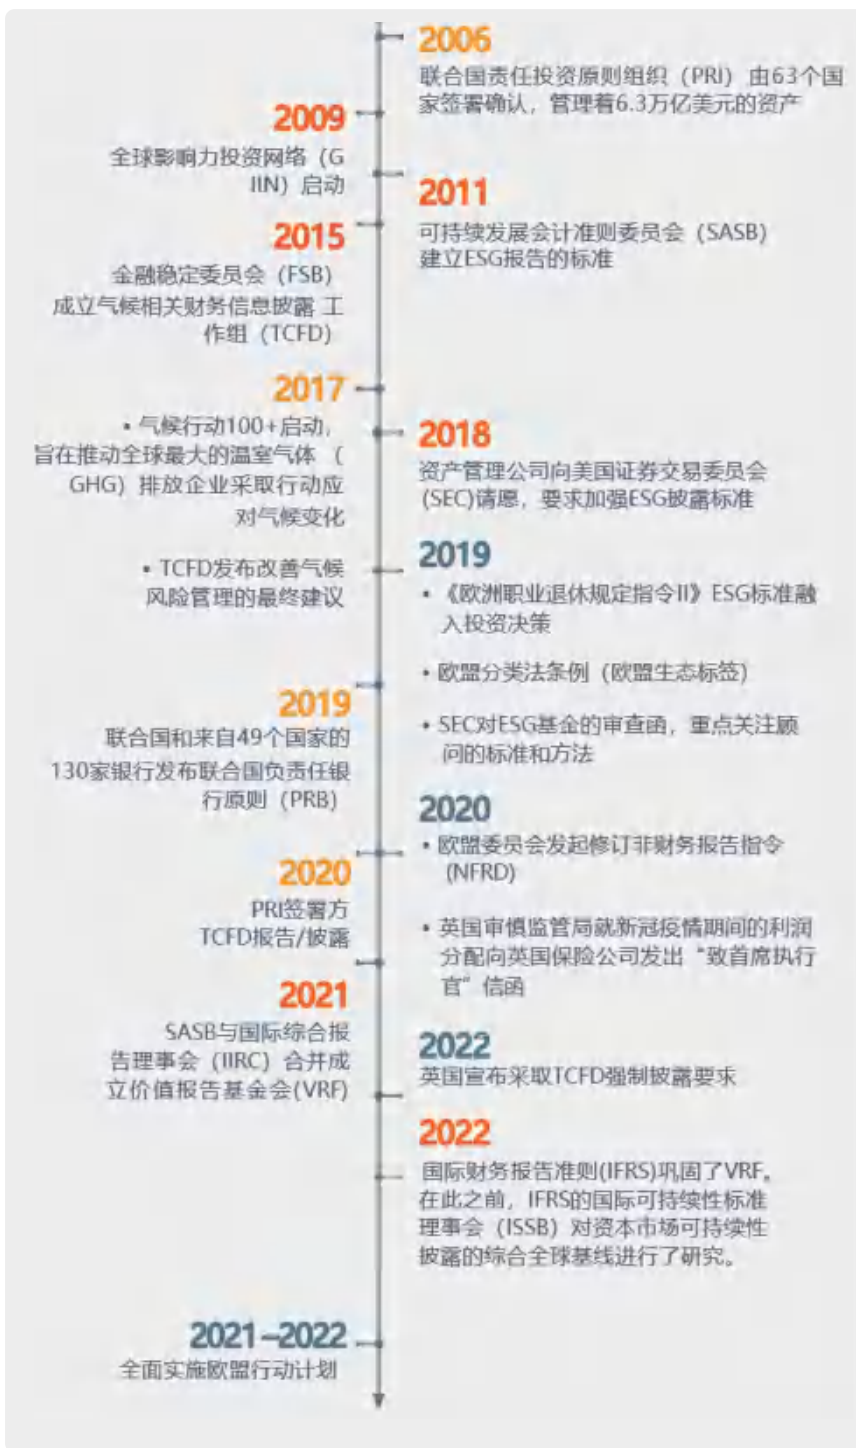 2006
联合国责任投资原则组织（PRI）由63个国
家签署确认，管理着6.3万亿美元的资产
2009
全球影响力投资网络（G
IIN）启动
2011
可持续发展会计准则委员会（SASB）
建立ESG报告的标准
2015
金融稳定委员会（FSB）
成立气候相关财务信息披露 工
作组（TCFD）
2017
• 气候行动100+启动，
旨在推动全球最大的温室气体 （
GHG）排放企业采取行动应
对气候变化
• TCFD发布改善气候
风险管理的最终建议
2018
资产管理公司向美国证券交易委员会
(SEC)请愿，要求加强ESG披露标准
2019
• 《欧洲职业退休规定指令II》ESG标准融
入投资决策
• 欧盟分类法条例（欧盟生态标签）
• SEC对ESG基金的审查函，重点关注顾
问的标准和方法
2019
联合国和来自49个国家的
130家银行发布联合国负责任银
行原则（PRB）
2020
• 欧盟委员会发起修订非财务报告指令
(NFRD)
• 英国审慎监管局就新冠疫情期间的利润
分配向英国保险公司发出“致首席执行
官”信函
2020
PRI签署方
TCFD报告/披露
2021
SASB与国际综合报
告理事会（IIRC）合并成
立价值报告基金会(VRF)
2022
英国宣布采取TCFD强制披露要求
2022
国际财务报告准则(IFRS)巩固了VRF。
在此之前，IFRS的国际可持续性标准
理事会（ISSB）对资本市场可持续性
披露的综合全球基线进行了研究。
2021–2022
全面实施欧盟行动计划